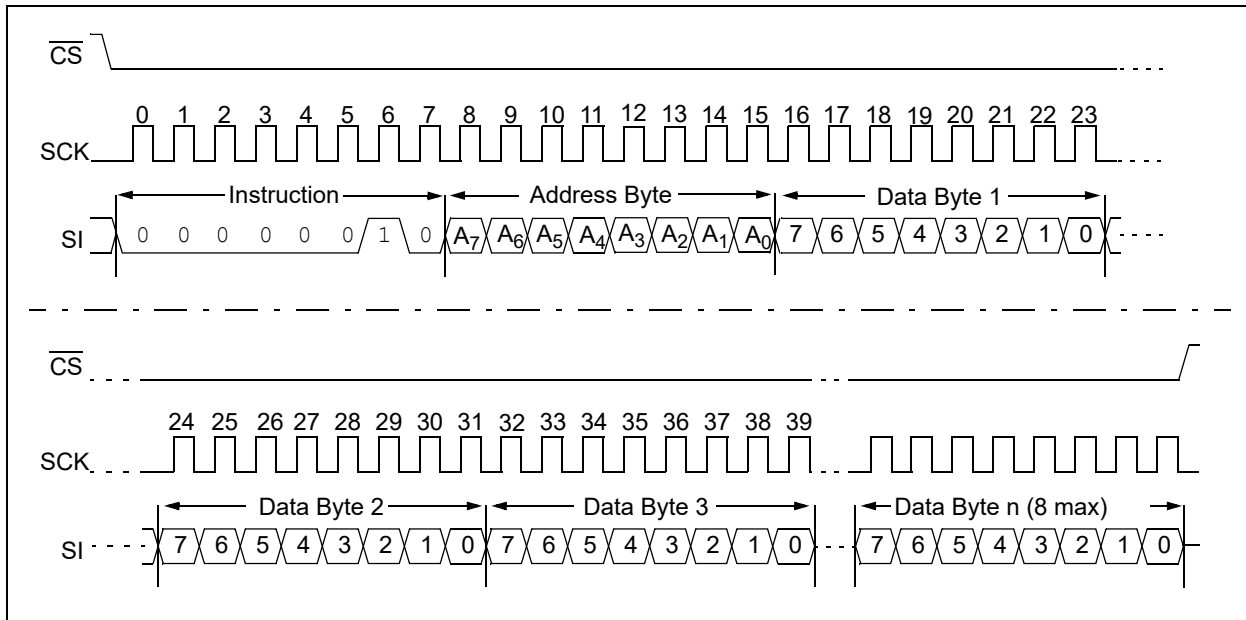 CS
0 1 2 3 4 5 6 7 8 9 10 11 12 13 14 15 16 17 18 19 20 21 22 23
SCK
Instruction Address Byte Data Byte 1
SI 0 0 0 0 0 0 1 0 A7 A6 A5 A4 A3 A2 A1 A0 7 6 5 4 3 2 1 0
CS
24 25 26 27 28 29 30 31 32 33 34 35 36 37 38 39
SCK
Data Byte 2 Data Byte 3 Data Byte n (8 max)
SI 7 6 5 4 3 2 1 0 7 6 5 4 3 2 1 0 7 6 5 4 3 2 1 0